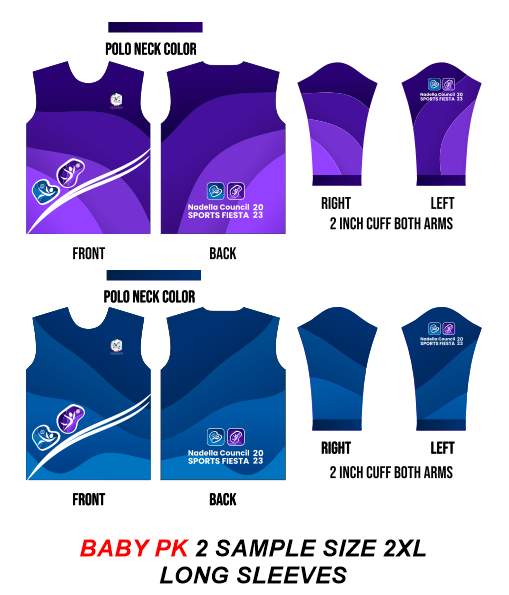 POLO NECK COLOR
Nadella Council 20
SPORTS FIESTA 23
Nadella Council 20
SPORTS FIESTA 23
RIGHT LEFT
2 INCH CUFF BOTH ARMS
FRONT BACK
POLO NECK COLOR
Nadella Council 20
SPORTS FIESTA 23
Nadella Council 20
SPORTS FIESTA 23
RIGHT LEFT
2 INCH CUFF BOTH ARMS
FRONT BACK
BABY PK 2 SAMPLE SIZE 2XL
LONG SLEEVES